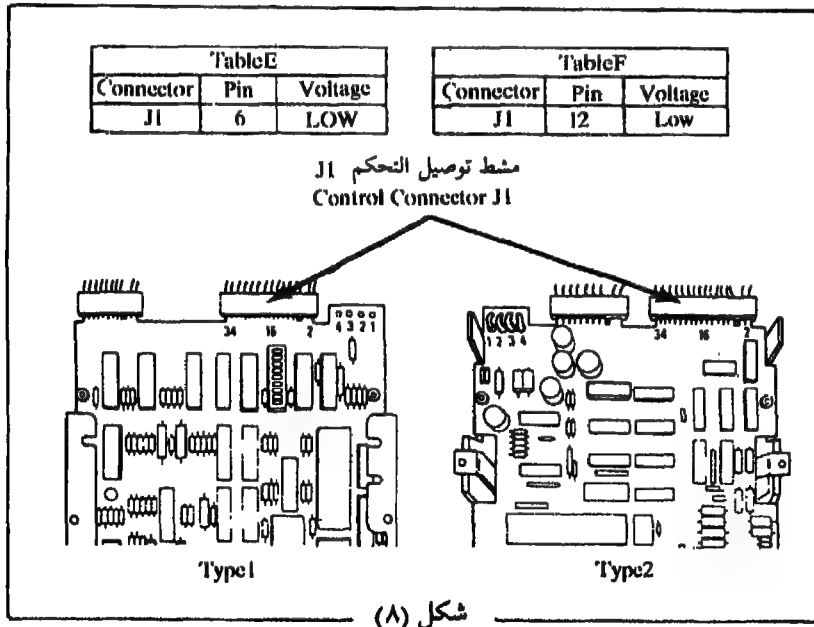 TableE
Connector Pin Voltage
J1 6 LOW
TableF
Connector Pin Voltage
J1 12 Low
مشط توصيل التحكم J1
Control Connector J1
34 16 2 4 3 2 1
1 2 3 4 34 16 2
Type1
Type2
شكل (٨)